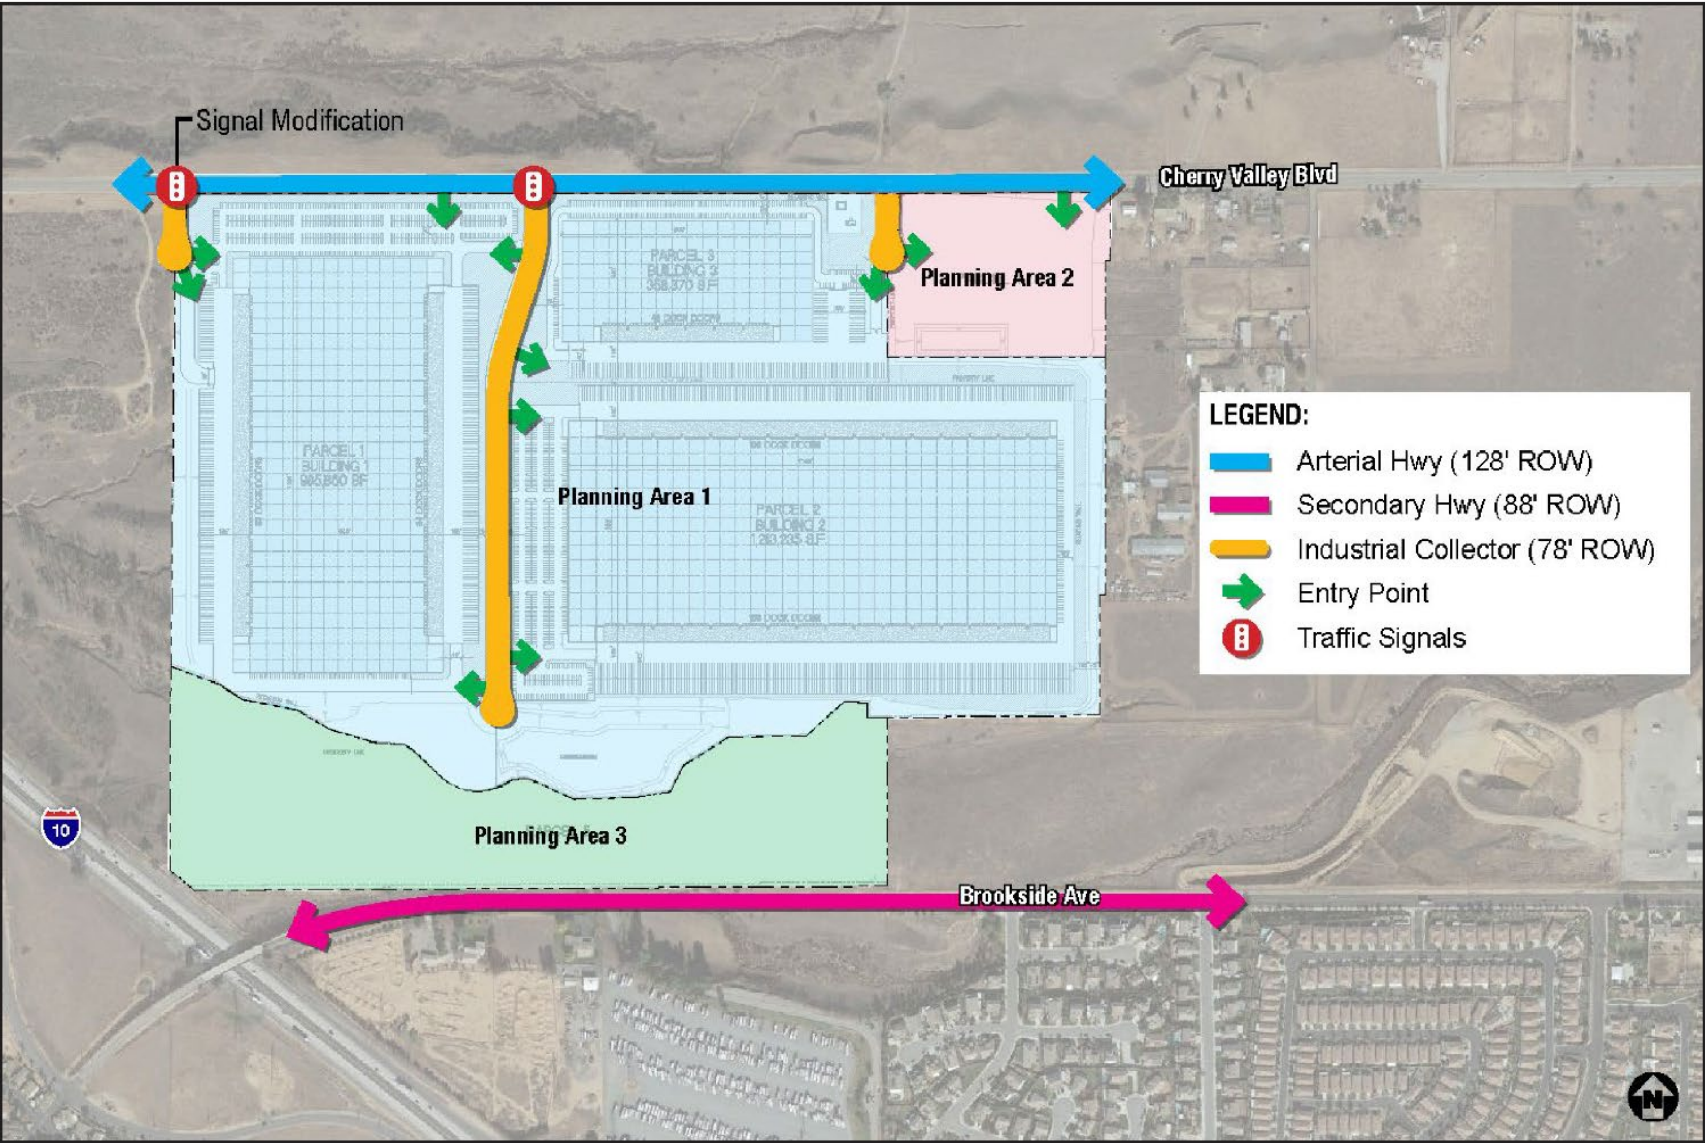 Signal Modification
Cherry Valley Blvd
PARCEL 3
BUILDING 3
Planning Area 2
LEGEND:
Arterial Hwy (128' ROW)
Secondary Hwy (88' ROW)
Industrial Collector (78' ROW)
Entry Point
Traffic Signals
PARCEL 1
BUILDING 1
Planning Area 1
PARCEL 2
BUILDING 2
10
Planning Area 3
Brookside Ave
N